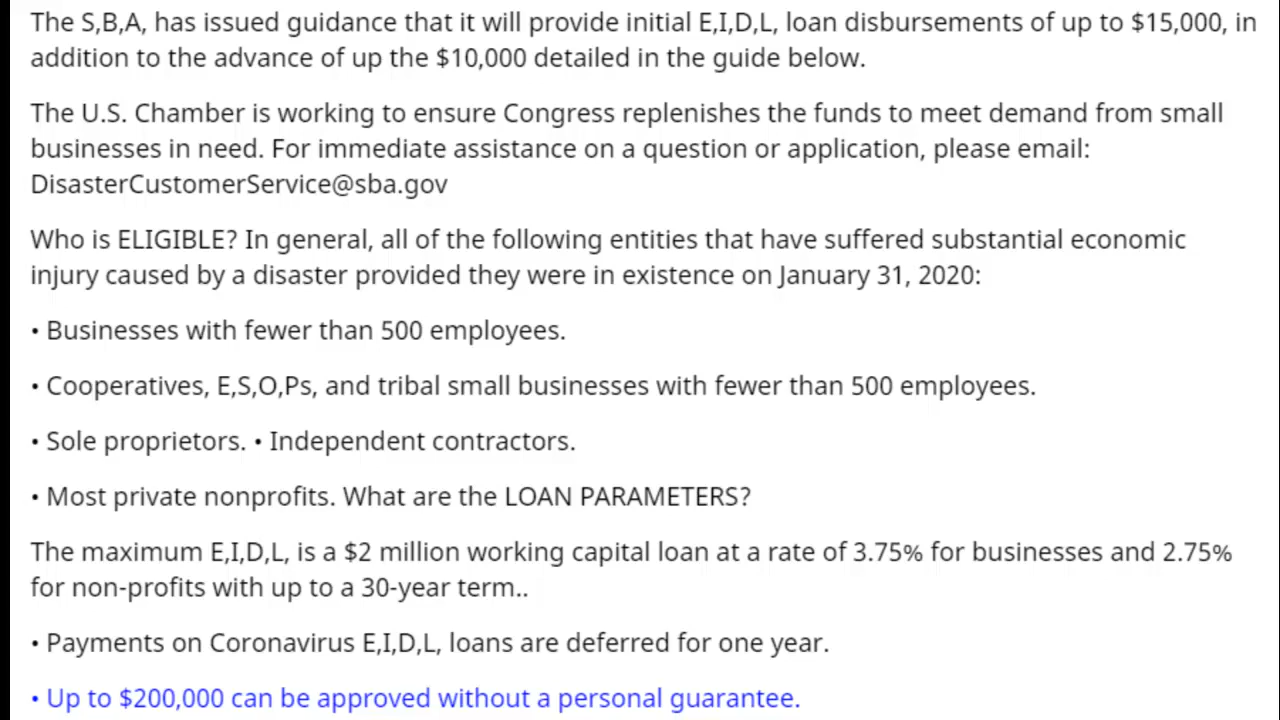 The S,B,A, has issued guidance that it will provide initial E,I,D,L, loan disbursements of up to $15,000, in
addition to the advance of up the $10,000 detailed in the guide below.
The U.S. Chamber is working to ensure Congress replenishes the funds to meet demand from small
businesses in need. For immediate assistance on a question or application, please email:
DisasterCustomerService@sba.gov
Who is ELIGIBLE? In general, all of the following entities that have suffered substantial economic
injury caused by a disaster provided they were in existence on January 31, 2020:
• Businesses with fewer than 500 employees.
• Cooperatives, E,S,O,Ps, and tribal small businesses with fewer than 500 employees.
• Sole proprietors. • Independent contractors.
• Most private nonprofits. What are the LOAN PARAMETERS?
The maximum E,I,D,L, is a $2 million working capital loan at a rate of 3.75% for businesses and 2.75%
for non-profits with up to a 30-year term..
• Payments on Coronavirus E,I,D,L, loans are deferred for one year.
• Up to $200,000 can be approved without a personal guarantee.